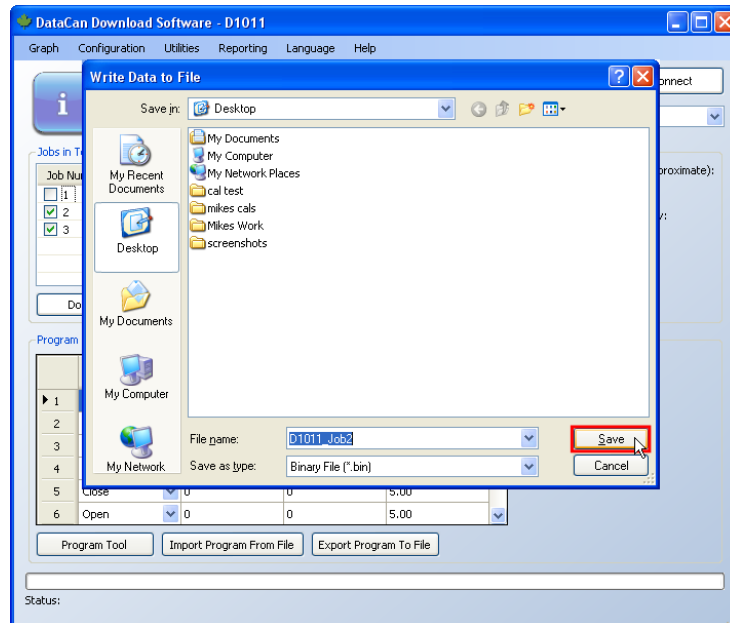 DataCan Download Software - D1011
Graph Configuration Utilities Reporting Language Help
Write Data to File
nnect
Save in: Desktop
i
My Documents
My Computer
My Network Places
cal test
mikes cals
Mikes Work
screenshots
My Recent
Documents
Desktop
My Documents
My Computer
My Network
Jobs in T
Job Nu
1
2
3
proximate):
y:
Do
Program
File name: D1011_Job2 Save
Save as type: Binary File (*.bin) Cancel
1
2
3
4
5 Close 0 0 5.00
6 Open 0 0 5.00
Program Tool Import Program From File Export Program To File
Status: